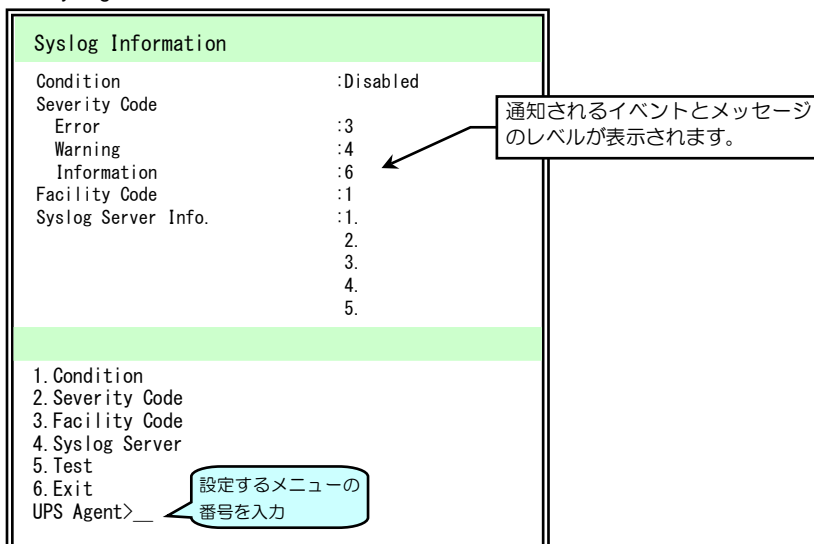 Syslog Information
Condition :Disabled
Severity Code
Error :3
Warning :4
Information :6
Facility Code :1
Syslog Server Info. :1.
2.
3.
4.
5.
通知されるイベントとメッセージ
のレベルが表示されます。
1.Condition
2.Severity Code
3.Facility Code
4.Syslog Server
5.Test
6.Exit
UPS Agent>__
設定するメニューの
番号を入力